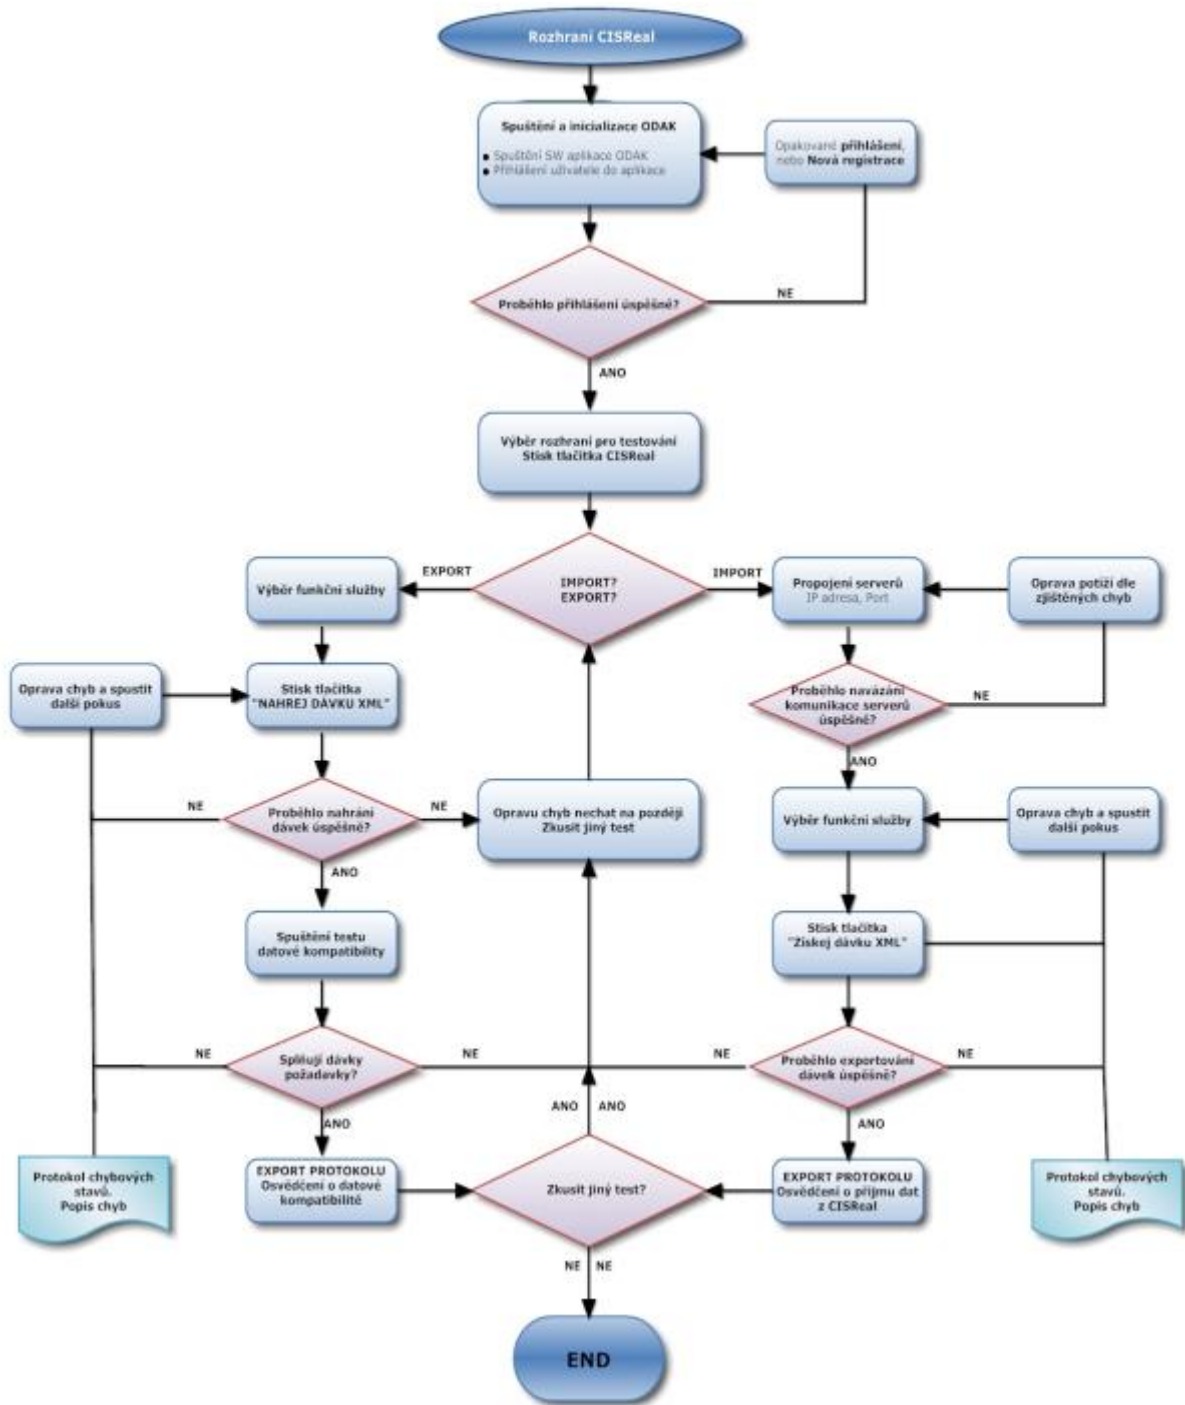 Rozhraní CISReal
Spuštění a inicializace ODAK
Spuštění SW aplikace ODAK
Přihlášení uživatele do aplikace
Opakované přihlášení,
nebo Nová registrace
Proběhlo přihlášení úspěšně?
NE
ANO
Výběr rozhraní pro testování
Stisk tlačítka CISReal
IMPORT?
EXPORT?
EXPORT
IMPORT
Výběr funkční služby
Propojení serverů
IP adresa, Port
Oprava potíží dle
zjištěných chyb
Oprava chyb a spustit
další pokus
Stisk tlačítka
"NAHREJ DÁVKU XML"
Proběhlo navázání
komunikace serverů
úspěšně?
NE
ANO
NE
Proběhlo nahrání
dávek úspěšně?
NE
ANO
Opravu chyb nechat na později
Zkusit jiný test
Výběr funkční služby
Oprava chyb a spustit
další pokus
Spuštění testu
datové kompatibility
Stisk tlačítka
"Získej dávku XML"
NE
Splňují dávky
požadavky?
NE
ANO
NE
Proběhlo exportování
dávek úspěšně?
NE
ANO
ANO
ANO
Protokol chybových
stavů.
Popis chyb
EXPORT PROTOKOLU
Osvědčení o datové
kompatibilitě
Zkusit jiný test?
EXPORT PROTOKOLU
Osvědčení o příjmu dat
z CISReal
Protokol chybových
stavů.
Popis chyb
NE
NE
END